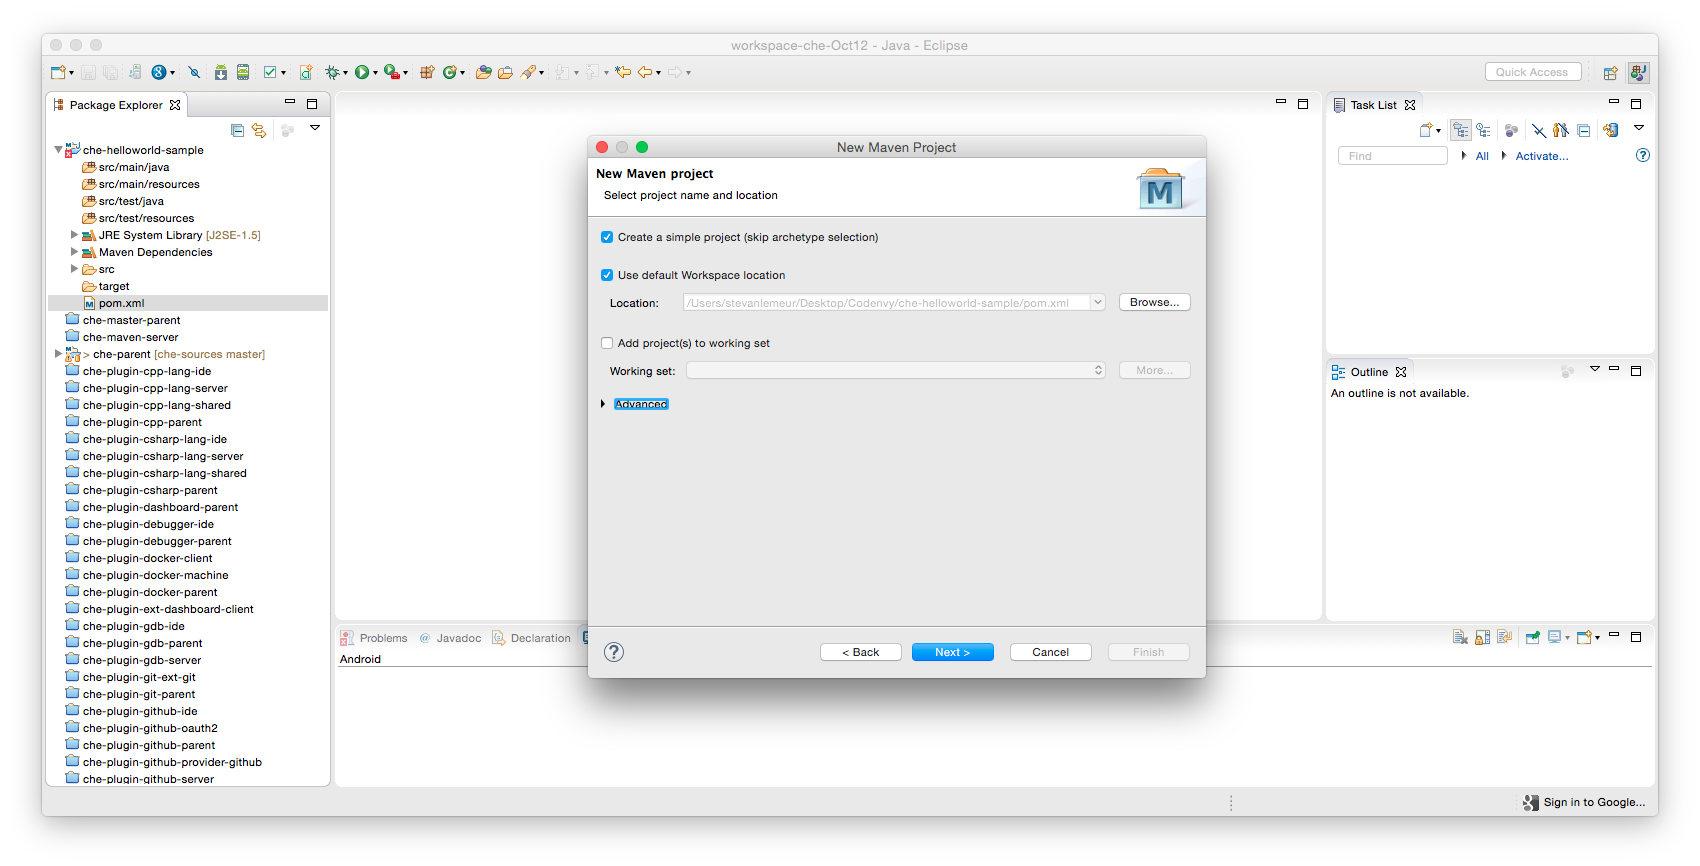 workspace-che-Oct12 - Java - Eclipse
Quick Access
Package Explorer
che-helloworld-sample
src/main/java
src/main/resources
src/test/java
src/test/resources
JRE System Library [J2SE-1.5]
Maven Dependencies
src
target
pom.xml
che-master-parent
che-maven-server
> che-parent [che-sources master]
che-plugin-cpp-lang-ide
che-plugin-cpp-lang-server
che-plugin-cpp-lang-shared
che-plugin-cpp-parent
che-plugin-csharp-lang-ide
che-plugin-csharp-lang-server
che-plugin-csharp-lang-shared
che-plugin-csharp-parent
che-plugin-dashboard-parent
che-plugin-debugger-ide
che-plugin-debugger-parent
che-plugin-docker-client
che-plugin-docker-machine
che-plugin-docker-parent
che-plugin-ext-dashboard-client
che-plugin-gdb-ide
che-plugin-gdb-parent
che-plugin-gdb-server
che-plugin-git-ext-git
che-plugin-git-parent
che-plugin-github-ide
che-plugin-github-oauth2
che-plugin-github-parent
che-plugin-github-provider-github
che-plugin-github-server
New Maven Project
New Maven project
Select project name and location
M
Create a simple project (skip archetype selection)
Use default Workspace location
Location: /Users/stevanlemeur/Desktop/Codenvy/che-helloworld-sample/pom.xml Browse...
Add project(s) to working set
Working set: More...
Advanced
? < Back Next > Cancel Finish
Problems @ Javadoc Declaration
Android
Task List
Find All Activate... ?
Outline
An outline is not available.
Sign in to Google...